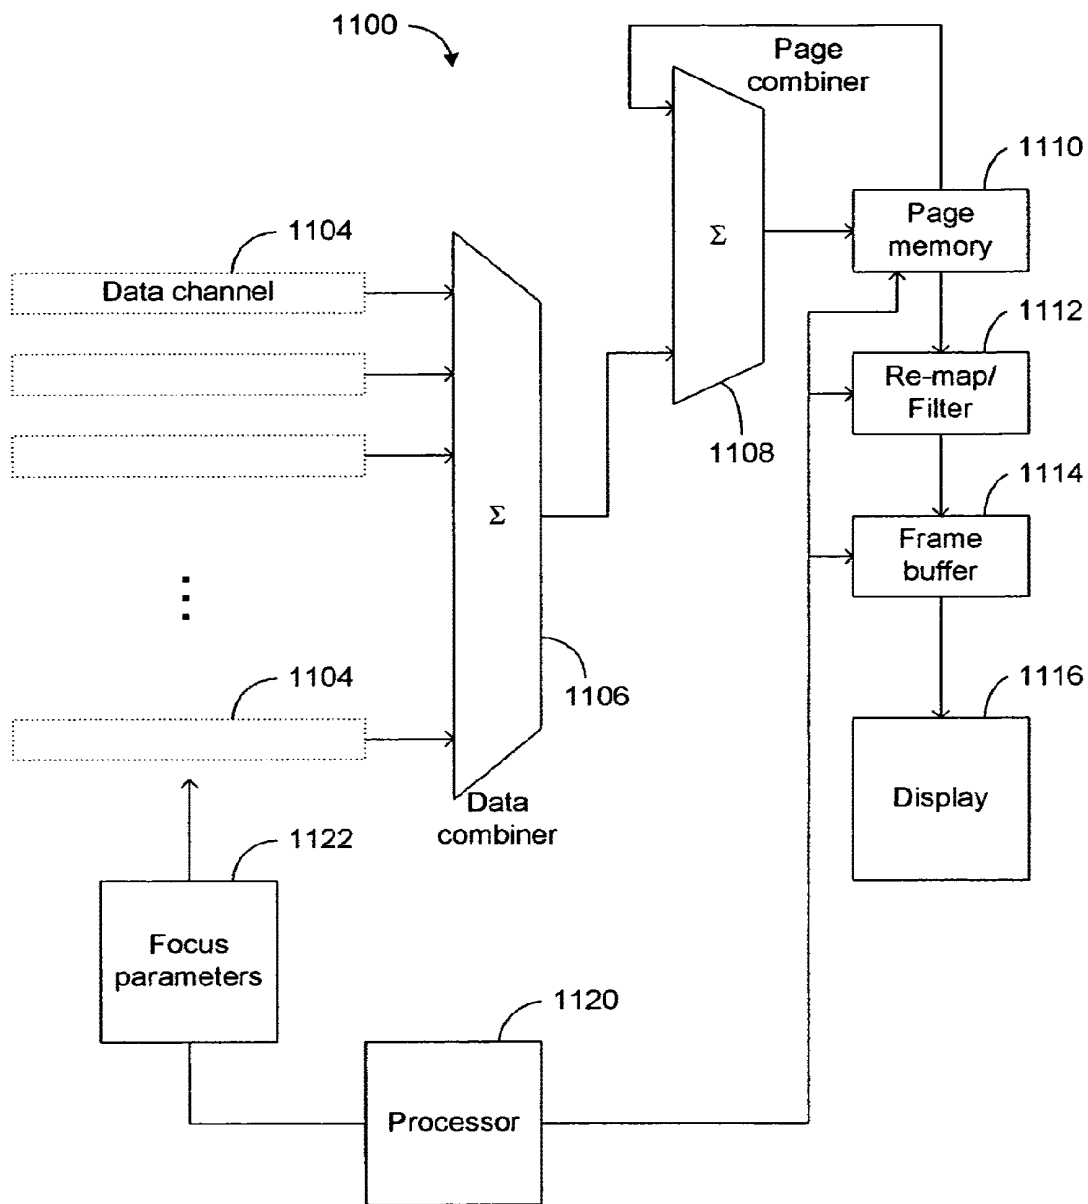 1100
Page
combiner
1110
Page
memory
Σ
1104
Data channel
1112
Re-map/
Filter
1108
1114
Σ
Frame
buffer
1106
1104
1116
Display
Data
combiner
1122
Focus
parameters
1120
Processor